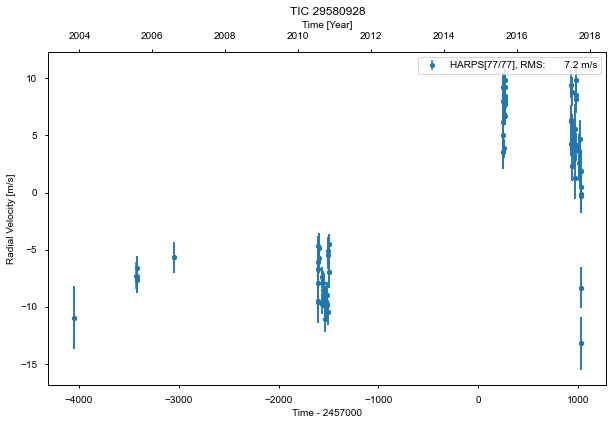 TIC 29580928
Time [Year]
2004 2006 2008 2010 2012 2014 2016 2018
HARPS[77/77], RMS: 7.2 m/s
10
5
0
−5
−10
−15
Radial Velocity [m/s]
−4000 −3000 −2000 −1000 0 1000
Time - 2457000